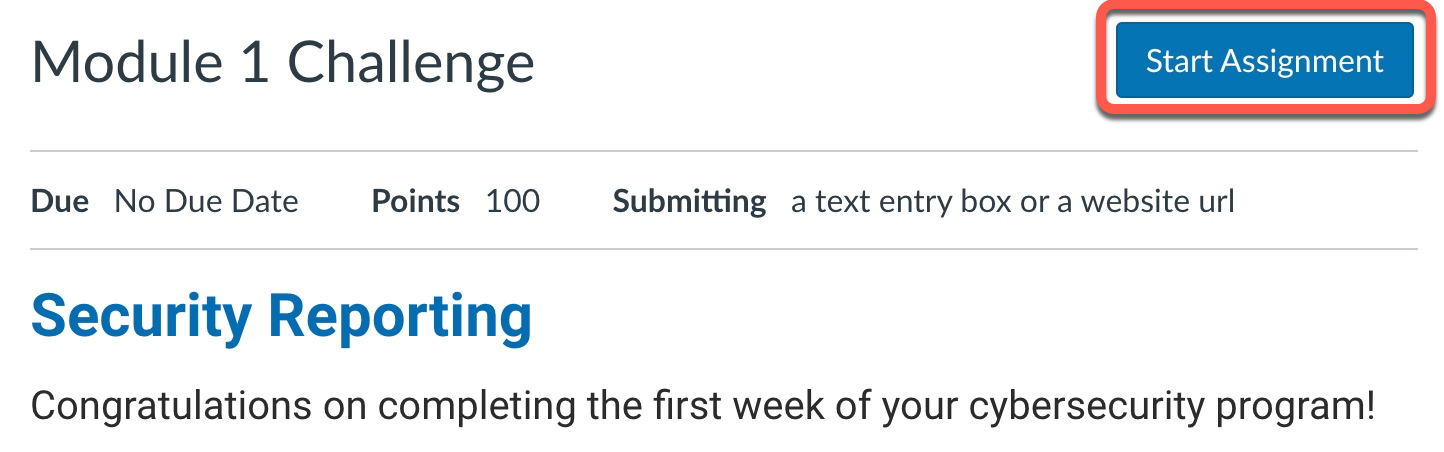 Module 1 Challenge
Start Assignment
Due No Due Date Points 100 Submitting a text entry box or a website url
Security Reporting
Congratulations on completing the first week of your cybersecurity program!